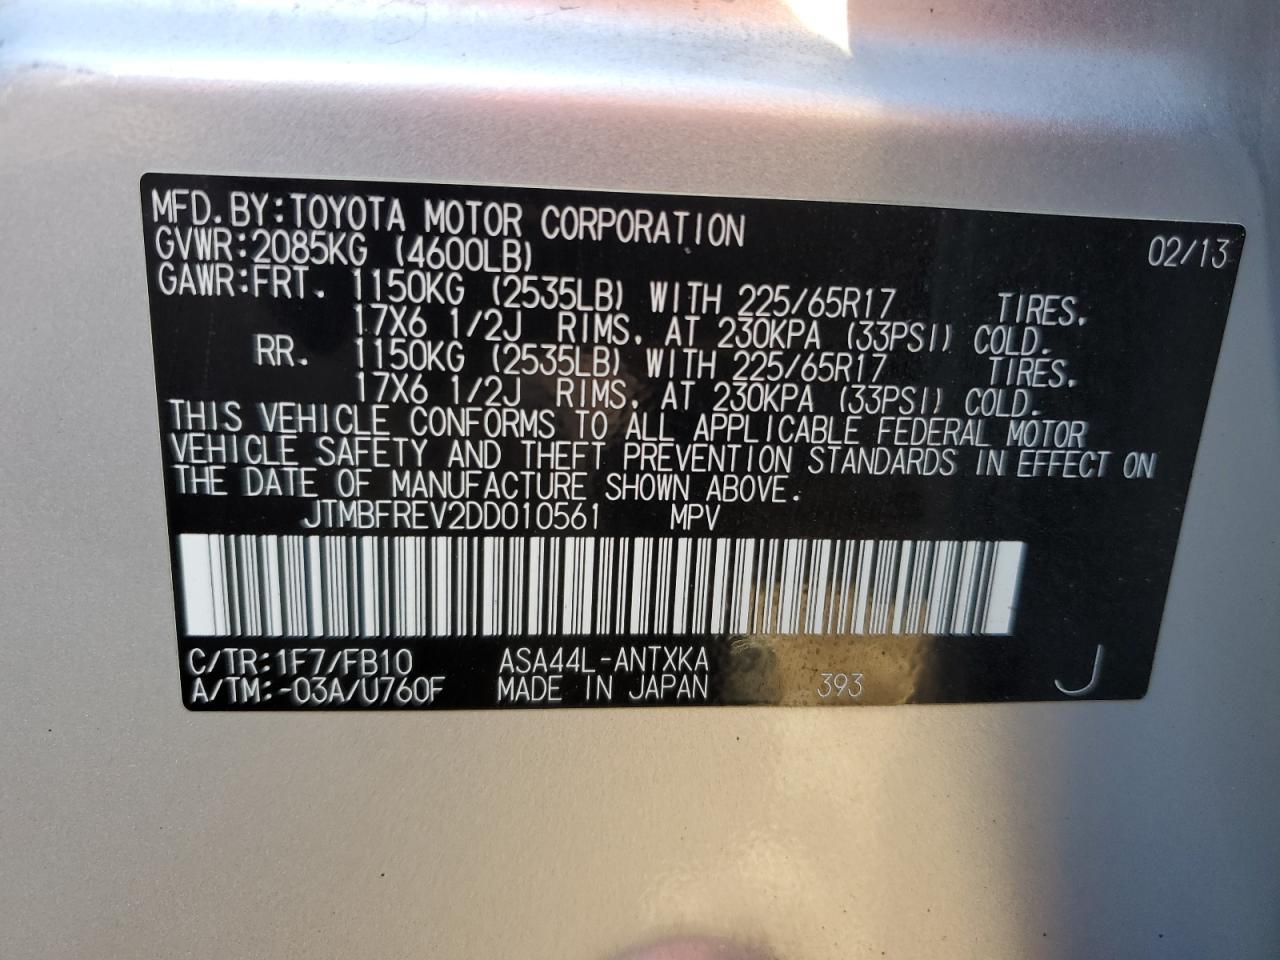 MFD.BY:TOYOTA MOTOR CORPORATION 02/13
GVWR:2085KG (4600LB)
GAWR:FRT. 1150KG (2535LB) WITH 225/65R17 TIRES,
17X6 1/2J RIMS, AT 230KPA (33PSI) COLD.
RR. 1150KG (2535LB) WITH 225/65R17 TIRES,
17X6 1/2J RIMS, AT 230KPA (33PSI) COLD.
THIS VEHICLE CONFORMS TO ALL APPLICABLE FEDERAL MOTOR
VEHICLE SAFETY AND THEFT PREVENTION STANDARDS IN EFFECT ON
THE DATE OF MANUFACTURE SHOWN ABOVE.
JTMBFREV2DD010561 MPV
C/TR:1F7/FB10 ASA44L-ANTXKA
A/TM:-03A/U760F MADE IN JAPAN 393 J